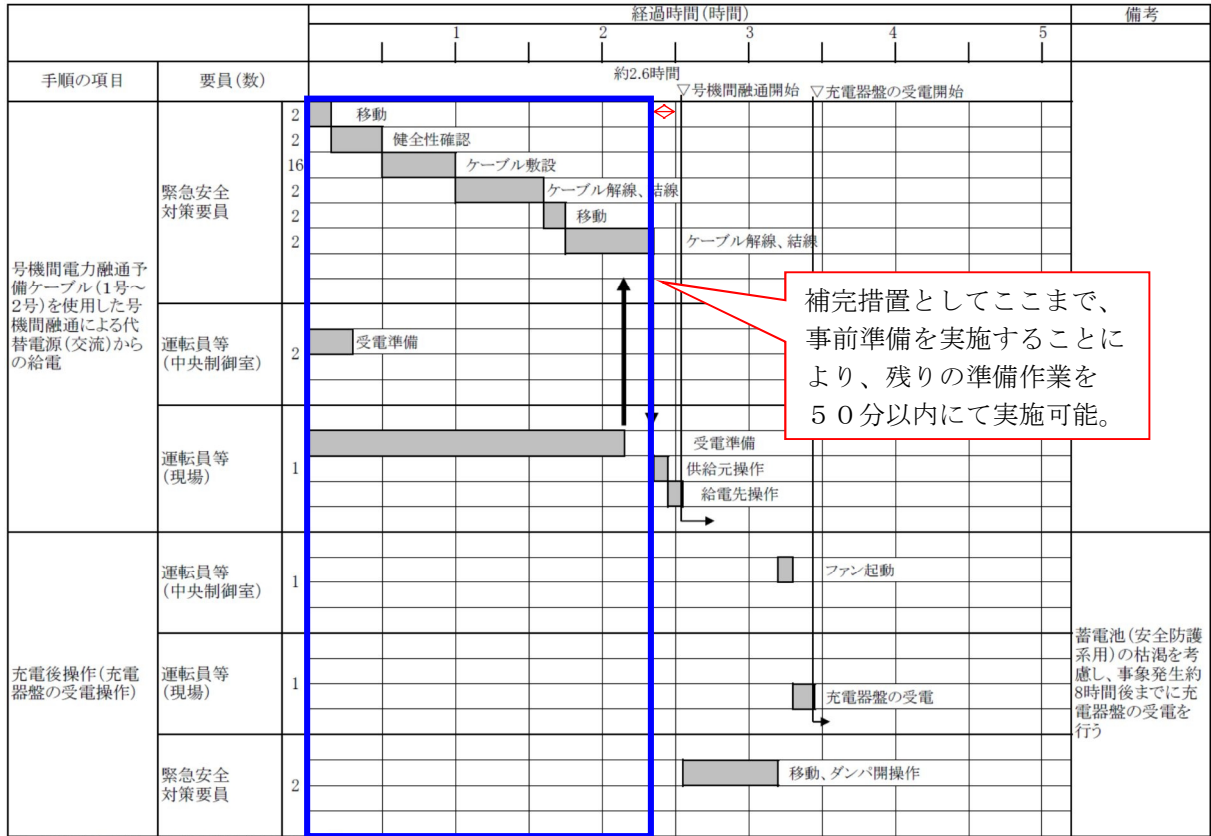 経過時間(時間)
備考
1
2
3
4
5
手順の項目
要員(数)
約2.6時間
▽号機間融通開始
▽充電器盤の受電開始
号機間電力融通予
備ケーブル(1号～
2号)を使用した号
機間融通による代
替電源(交流)から
の給電
緊急安全
対策要員
2
移動
2
健全性確認
16
ケーブル敷設
2
ケーブル解線、結線
2
移動
2
ケーブル解線、結線
補完措置としてここまで、
事前準備を実施することに
より、残りの準備作業を
５０分以内にて実施可能。
運転員等
(中央制御室)
2
受電準備
運転員等
(現場)
1
受電準備
供給元操作
給電先操作
充電後操作(充電
器盤の受電操作)
運転員等
(中央制御室)
1
ファン起動
運転員等
(現場)
1
充電器盤の受電
緊急安全
対策要員
2
移動、ダンパ開操作
蓄電池(安全防護
系用)の枯渇を考
慮し、事象発生約
8時間後までに充
電器盤の受電を
行う